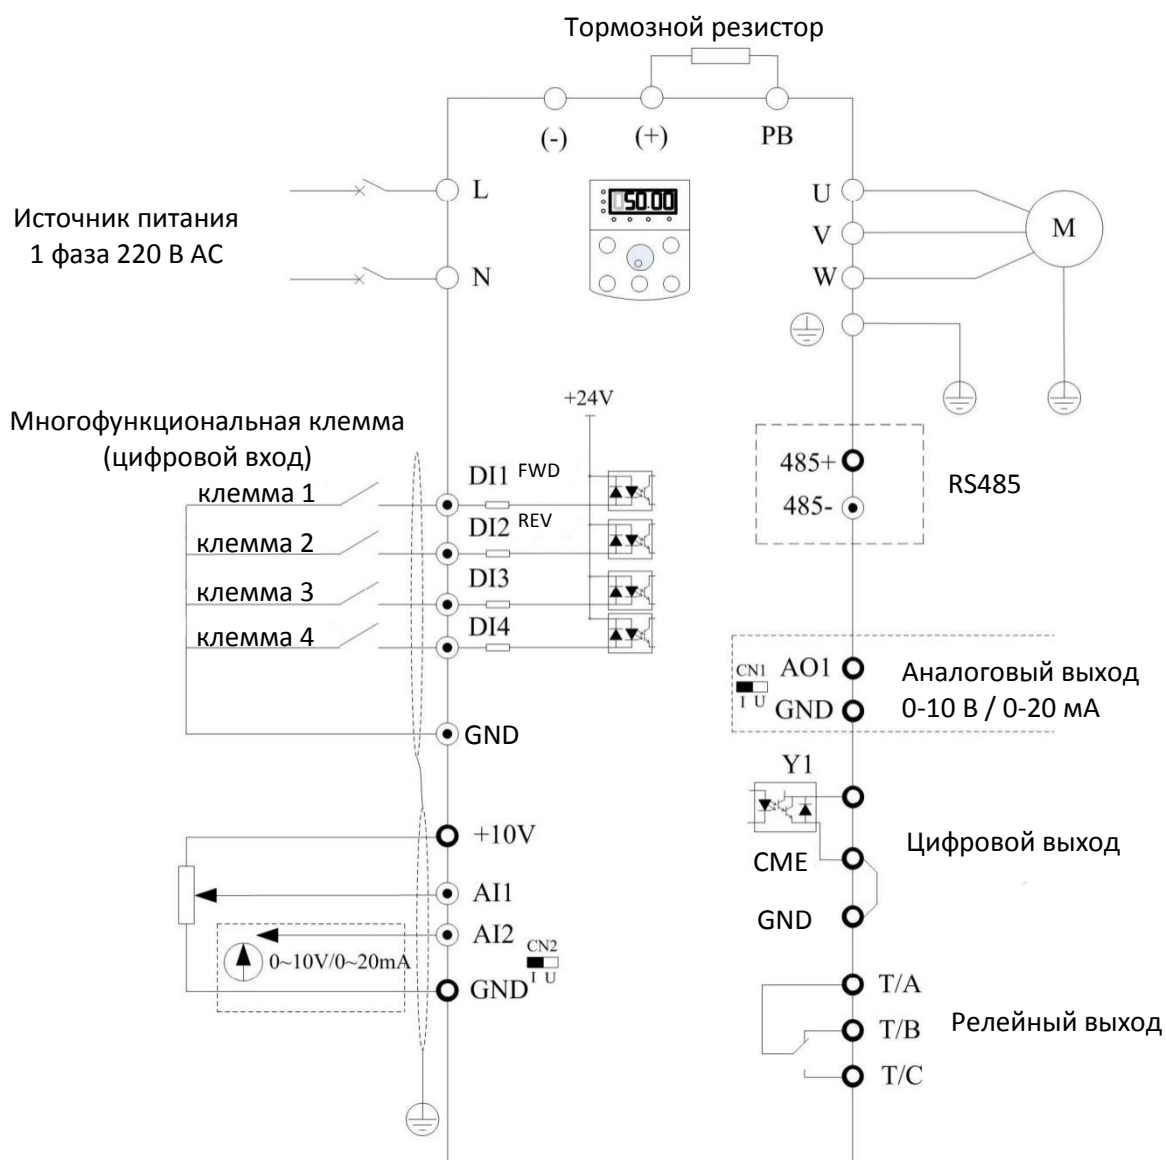 Тормозной резистор
(-)
(+)
PB
L
50.00
U
Источник питания
1 фаза 220 В AC
V
M
N
W
+24V
Многофункциональная клемма
(цифровой вход)
485+
RS485
485-
клемма 1
DI1 FWD
клемма 2
DI2 REV
клемма 3
DI3
клемма 4
DI4
CN1
I U
AO1
GND
Аналоговый выход
0-10 В / 0-20 мА
GND
Y1
+10V
CME
Цифровой выход
AI1
GND
AI2
CN2
I U
0~10V/0~20mA
GND
T/A
T/B
Релейный выход
T/C